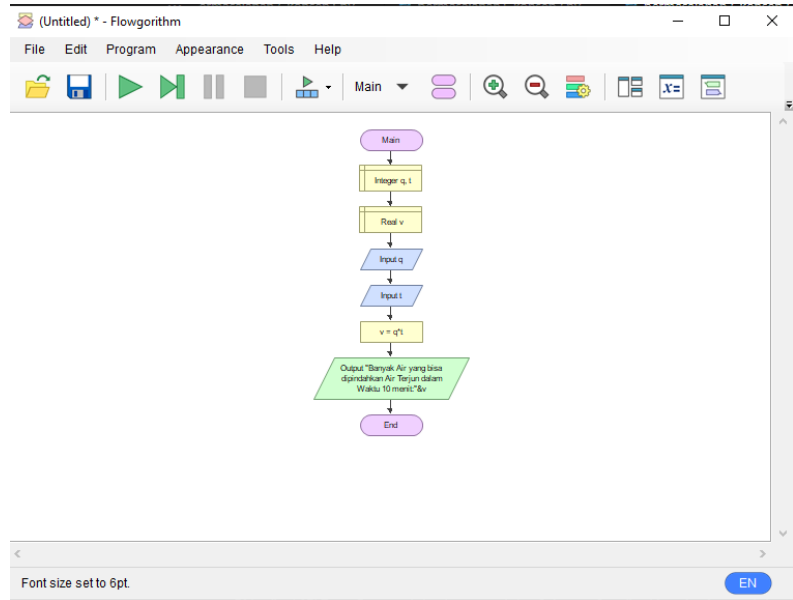 (Untitled) * - Flowgorithm
File Edit Program Appearance Tools Help
Main
x=
Main
Integer q, t
Real v
Input q
Input t
v = q*t
Output "Banyak Air yang bisa
dipindahkan Air Terjun dalam
Waktu 10 menit:"&v
End
Font size set to 6pt.
EN